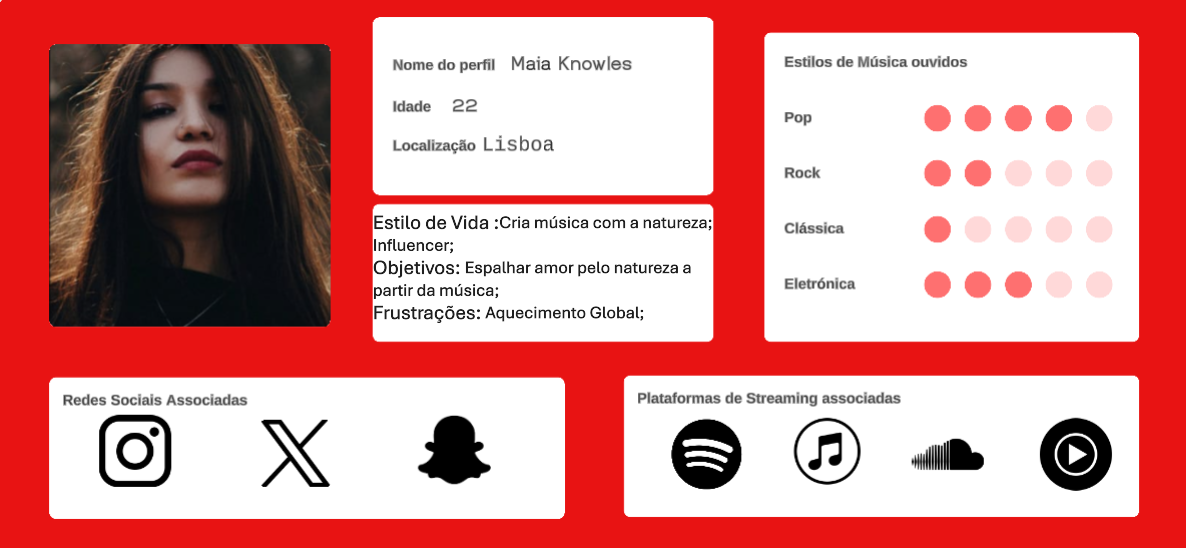 Nome do perfil Maia Knowles
Idade 22
Localização Lisboa
Estilo de Vida :Cria música com a natureza;
Influencer;
Objetivos: Espalhar amor pelo natureza a
partir da música;
Frustrações: Aquecimento Global;
Estilos de Música ouvidos
Pop
Rock
Clássica
Eletrónica
Redes Sociais Associadas
Plataformas de Streaming associadas